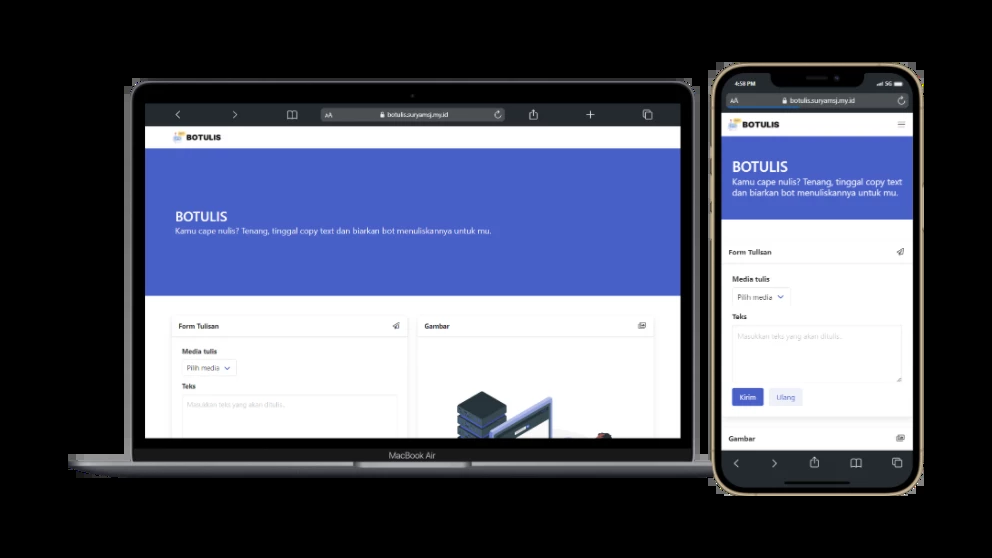 AA botulis.suryamsj.my.id
BOTULIS
BOTULIS
Kamu cape nulis? Tenang, tinggal copy text dan biarkan bot menuliskannya untuk mu.
Form Tulisan
Media tulis
Pilih media
Teks
Masukkan teks yang akan ditulis..
Gambar
MacBook Air
4:58 PM
5G
AA botulis.suryamsj.my.id
BOTULIS
BOTULIS
Kamu cape nulis? Tenang, tinggal copy text
dan biarkan bot menuliskannya untuk mu.
Form Tulisan
Media tulis
Pilih media
Teks
Masukkan teks yang akan ditulis..
Kirim Ulang
Gambar